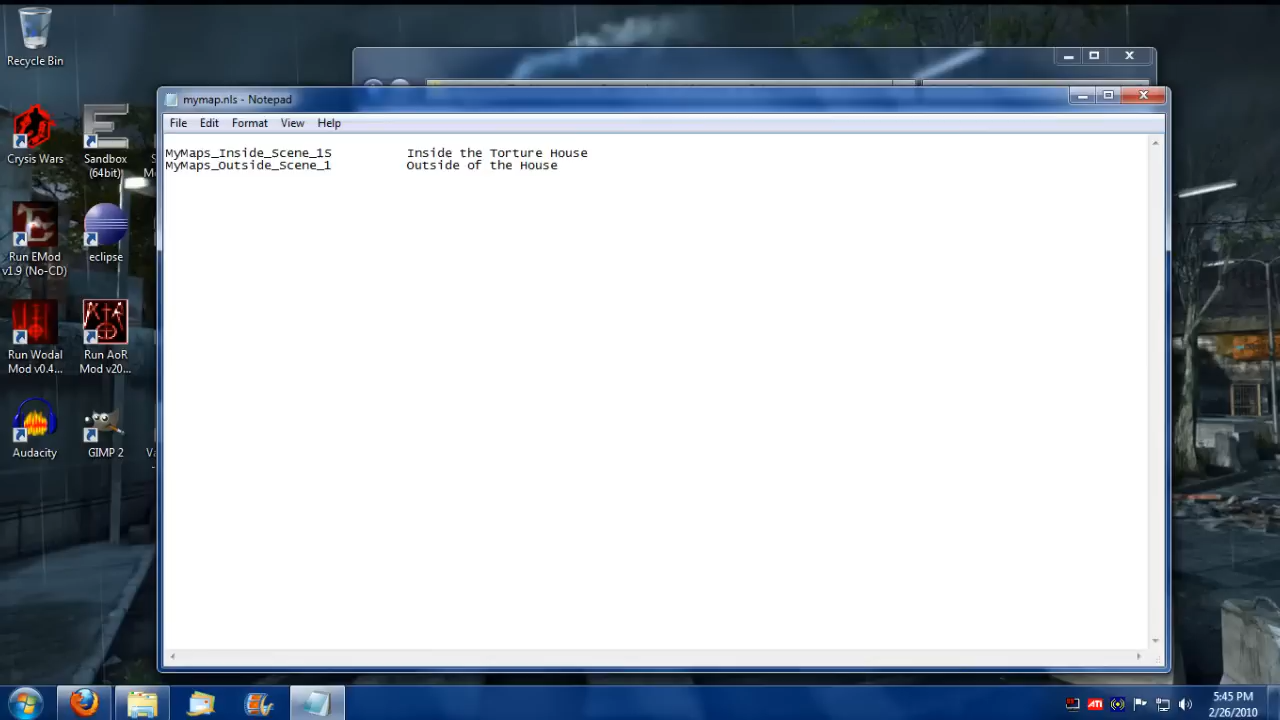 Recycle Bin
Crysis Wars
Sandbox
(64bit)
Run EMod
v1.9 (No-CD)
eclipse
Run Wodal
Mod v0.4...
Run AoR
Mod v20...
Audacity
GIMP 2
mymap.nls - Notepad
File Edit Format View Help
MyMaps_Inside_Scene_1S Inside the Torture House
MyMaps_Outside_Scene_1 Outside of the House
ATI
5:45 PM
2/26/2010